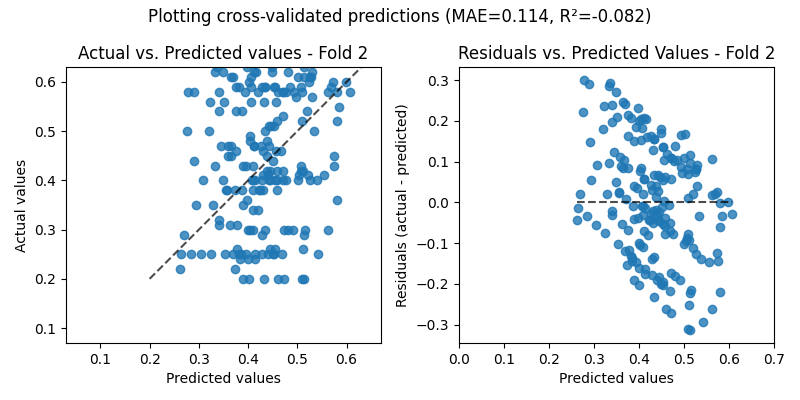 Plotting cross-validated predictions (MAE=0.114, R²=-0.082)
Actual vs. Predicted values - Fold 2
Actual values
0.6
0.5
0.4
0.3
0.2
0.1
0.1 0.2 0.3 0.4 0.5 0.6
Predicted values
Residuals vs. Predicted Values - Fold 2
Residuals (actual - predicted)
0.3
0.2
0.1
0.0
−0.1
−0.2
−0.3
0.0 0.1 0.2 0.3 0.4 0.5 0.6 0.7
Predicted values